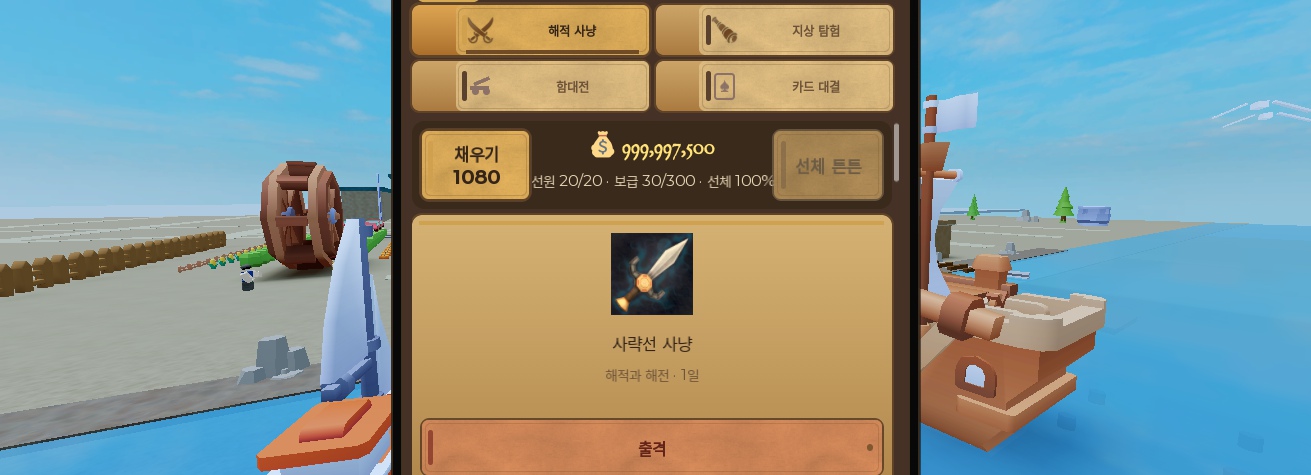 해적 사냥
지상 탐험
함대전
카드 대결
채우기
1080
999,997,500
선원 20/20 · 보급 30/300 · 선체 100%
선체 튼튼
사략선 사냥
해적과 해전 · 1일
출격